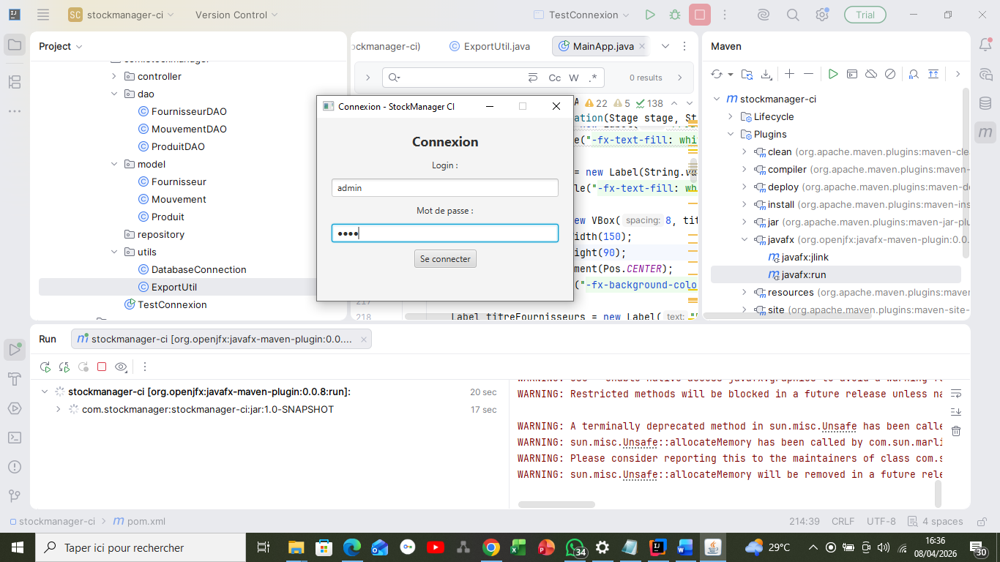 SC stockmanager-ci Version Control TestConnexion Trial
Project
controller
dao
FournisseurDAO
MouvementDAO
ProduitDAO
model
Fournisseur
Mouvement
Produit
repository
utils
DatabaseConnection
ExportUtil
TestConnexion
ockmanager-ci) ExportUtil.java MainApp.java
Cc W .* 0 results
22 5 138
ation(Stage stage, St
le("-fx-text-fill: whi
= new Label(String.va
le("-fx-text-fill: wh
new VBox( spacing: 8, tit
idth(150);
ight(90);
ment(Pos.CENTER);
("-fx-background-colo
217
218 Label titreFournisseurs = new Label( text:
Connexion - StockManager CI
Connexion
Login :
admin
Mot de passe :
••••
Se connecter
Maven
stockmanager-ci
Lifecycle
Plugins
clean (org.apache.maven.plugins:maven-cle
compiler (org.apache.maven.plugins:mave
deploy (org.apache.maven.plugins:maven-d
install (org.apache.maven.plugins:maven-ins
jar (org.apache.maven.plugins:maven-jar-plu
javafx (org.openjfx:javafx-maven-plugin:0.0.
javafx:jlink
javafx:run
resources (org.apache.maven.plugins:mave
site (org.apache.maven.plugins:maven-site-
Run stockmanager-ci [org.openjfx:javafx-maven-plugin:0.0....
stockmanager-ci [org.openjfx:javafx-maven-plugin:0.0.8:run]: 20 sec
com.stockmanager:stockmanager-ci:jar:1.0-SNAPSHOT 17 sec
WARNING: Restricted methods will be blocked in a future release unless na
WARNING: A terminally deprecated method in sun.misc.Unsafe has been calle
WARNING: sun.misc.Unsafe::allocateMemory has been called by com.sun.marli
WARNING: Please consider reporting this to the maintainers of class com.s
WARNING: sun.misc.Unsafe::allocateMemory will be removed in a future rele
stockmanager-ci > pom.xml 214:39 CRLF UTF-8 4 spaces
Taper ici pour rechercher
34
29°C
16:36
08/04/2026
30